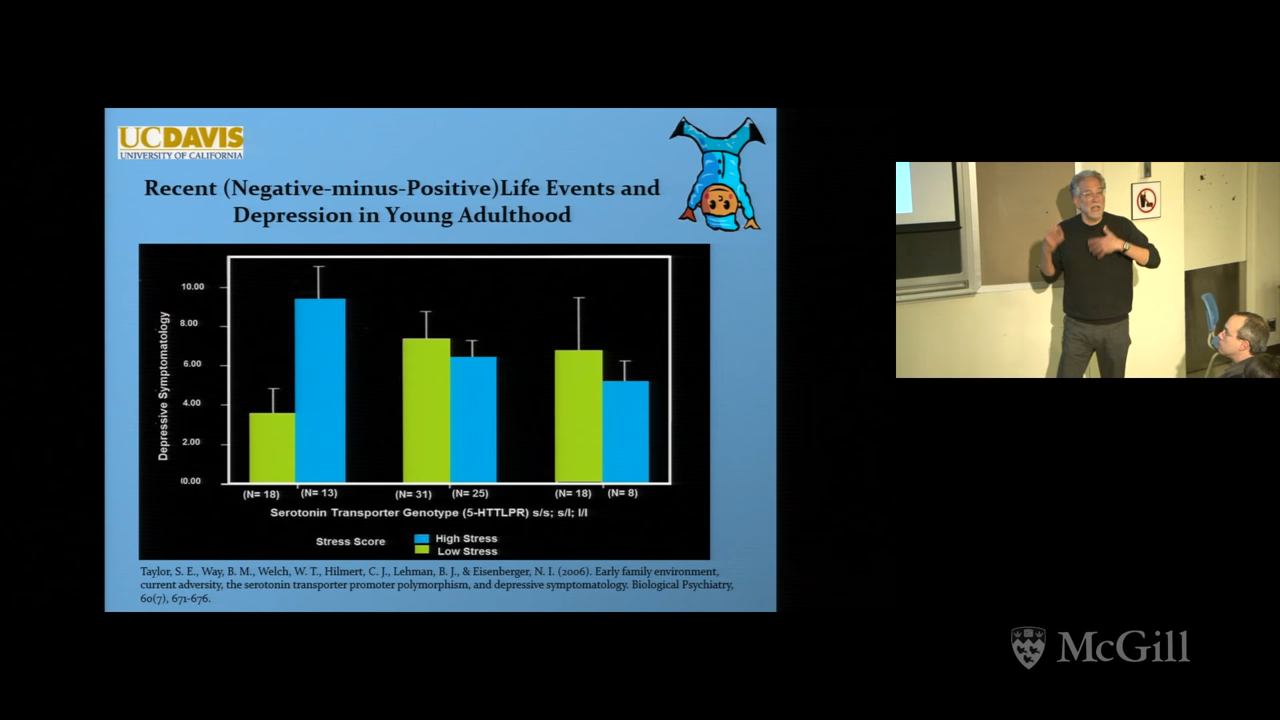 UCDAVIS
UNIVERSITY OF CALIFORNIA
Recent (Negative-minus-Positive)Life Events and
Depression in Young Adulthood
Depressive Symptomatology
10.00
8.00
6.00
4.00
2.00
(0.00
(N= 18) (N= 13) (N= 31) (N= 25) (N= 18) (N= 8)
Serotonin Transporter Genotype (5-HTTLPR) s/s; s/l; l/l
Stress Score
High Stress
Low Stress
Taylor, S. E., Way, B. M., Welch, W. T., Hilmert, C. J., Lehman, B. J., & Eisenberger, N. I. (2006). Early family environment,
current adversity, the serotonin transporter promoter polymorphism, and depressive symptomatology. Biological Psychiatry,
60(7), 671-676.
McGill